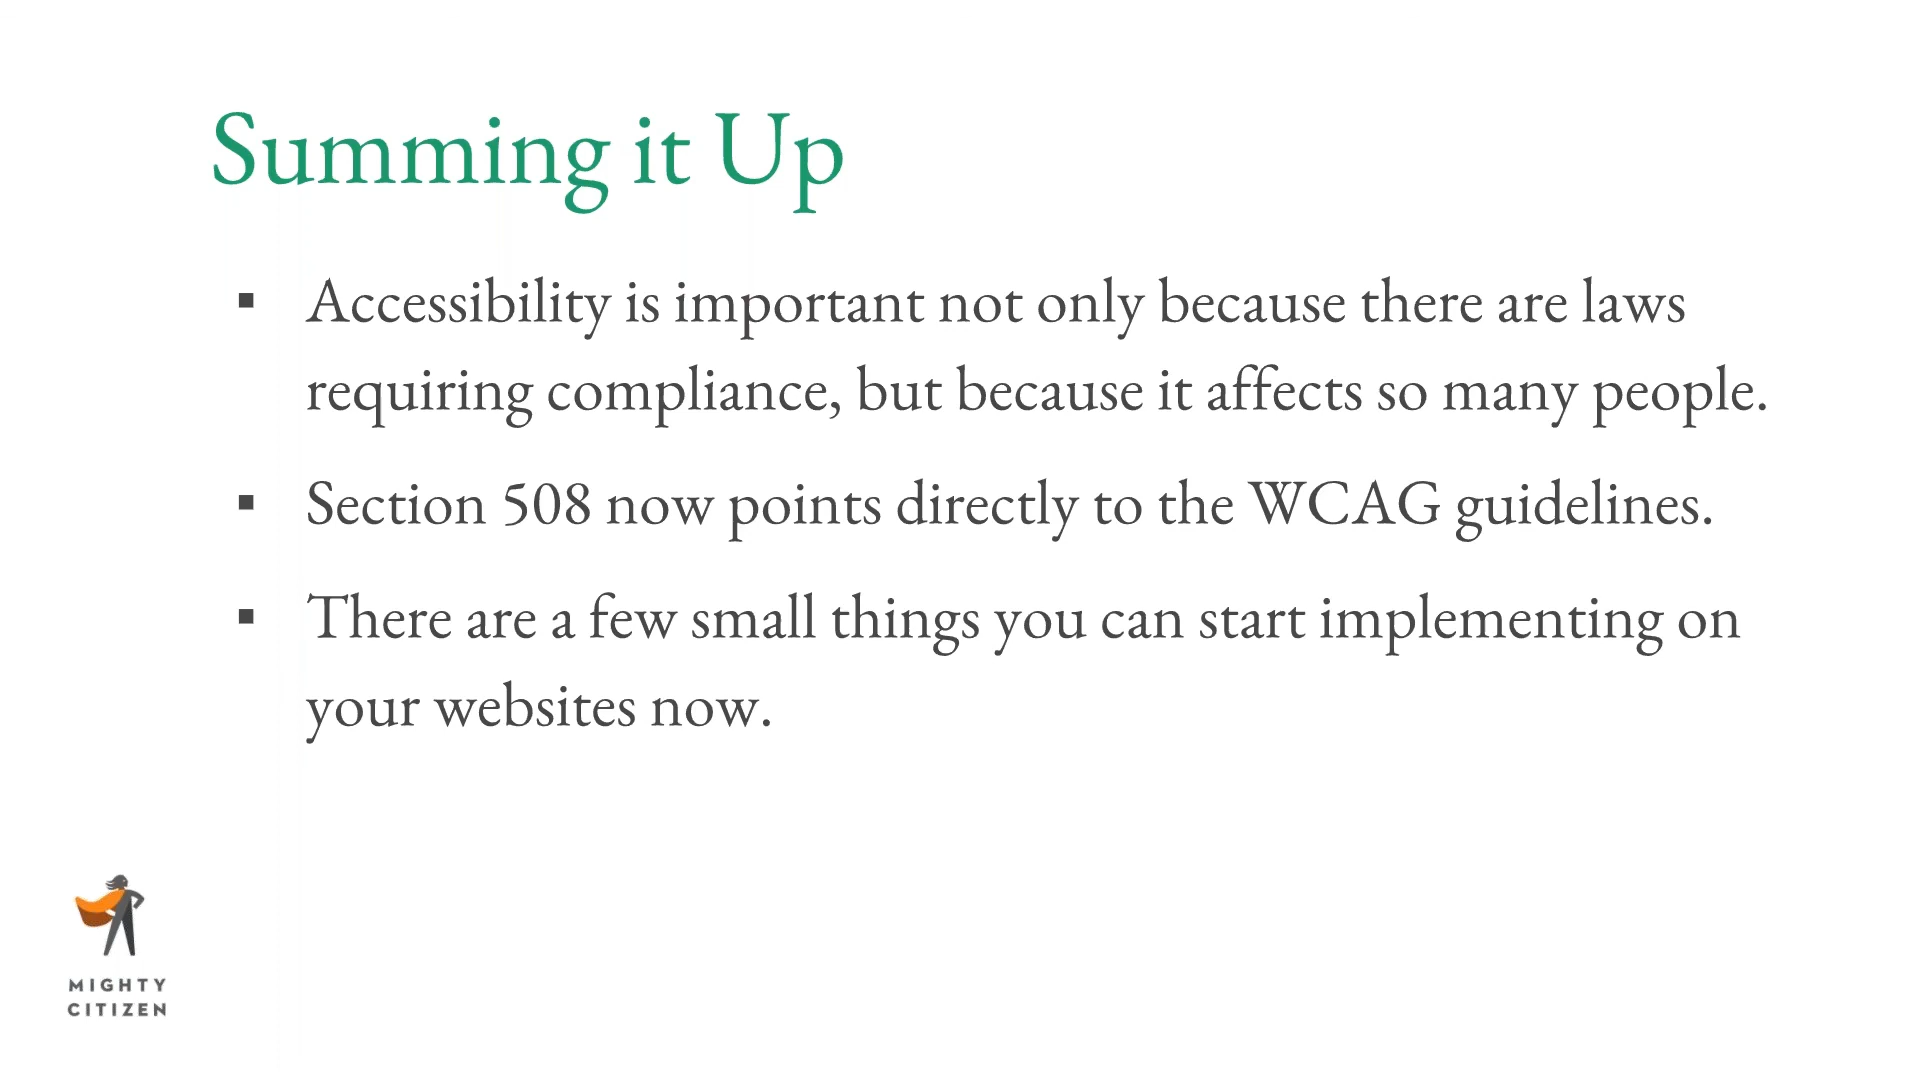 Summing it Up
▪ Accessibility is important not only because there are laws
requiring compliance, but because it affects so many people.
▪ Section 508 now points directly to the WCAG guidelines.
▪ There are a few small things you can start implementing on
your websites now.
MIGHTY
CITIZEN